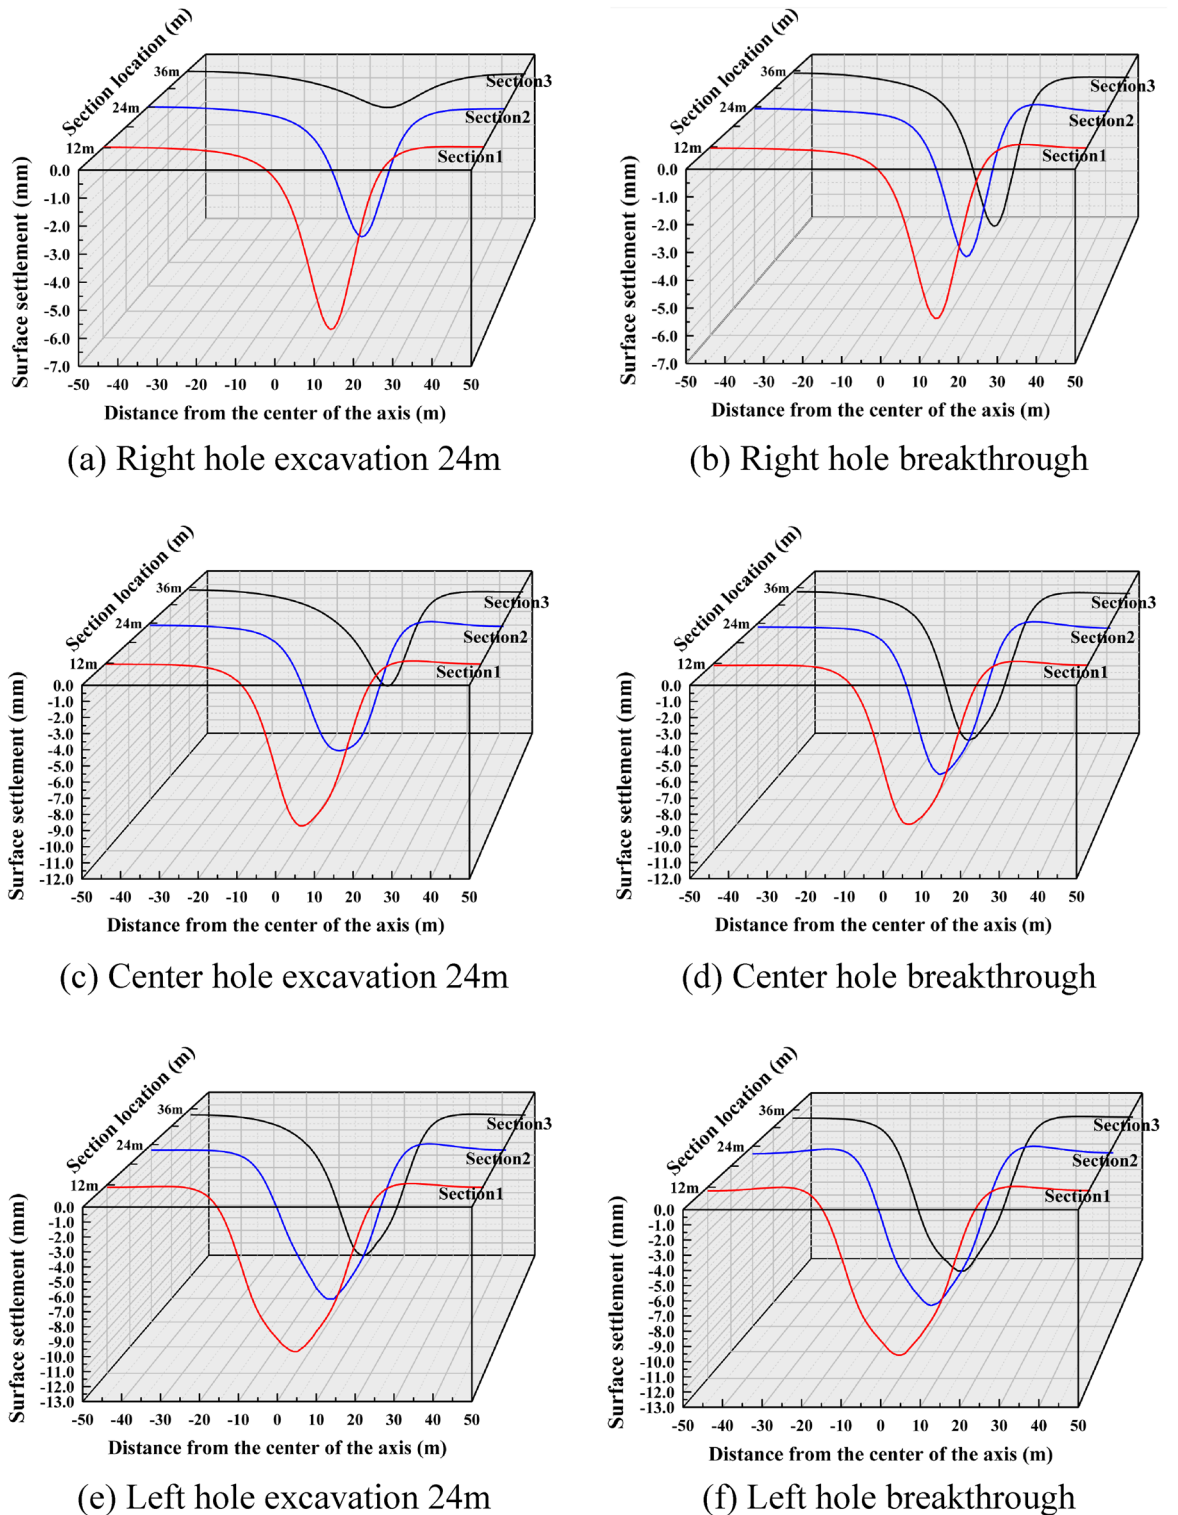 Section location (m)
36m
24m
12m
Section3
Section2
Section1
Surface settlement (mm)
0.0
-1.0
-2.0
-3.0
-4.0
-5.0
-6.0
-7.0
-50 -40 -30 -20 -10 0 10 20 30 40 50
Distance from the center of the axis (m)
(a) Right hole excavation 24m
Section location (m)
36m
24m
12m
Section3
Section2
Section1
Surface settlement (mm)
0.0
-1.0
-2.0
-3.0
-4.0
-5.0
-6.0
-7.0
-50 -40 -30 -20 -10 0 10 20 30 40 50
Distance from the center of the axis (m)
(b) Right hole breakthrough
Section location (m)
36m
24m
12m
Section3
Section2
Section1
Surface settlement (mm)
0.0
-1.0
-2.0
-3.0
-4.0
-5.0
-6.0
-7.0
-8.0
-9.0
-10.0
-11.0
-12.0
-50 -40 -30 -20 -10 0 10 20 30 40 50
Distance from the center of the axis (m)
(c) Center hole excavation 24m
Section location (m)
36m
24m
12m
Section3
Section2
Section1
Surface settlement (mm)
0.0
-1.0
-2.0
-3.0
-4.0
-5.0
-6.0
-7.0
-8.0
-9.0
-10.0
-11.0
-12.0
-50 -40 -30 -20 -10 0 10 20 30 40 50
Distance from the center of the axis (m)
(d) Center hole breakthrough
Section location (m)
36m
24m
12m
Section3
Section2
Section1
Surface settlement (mm)
0.0
-1.0
-2.0
-3.0
-4.0
-5.0
-6.0
-7.0
-8.0
-9.0
-10.0
-11.0
-12.0
-13.0
-50 -40 -30 -20 -10 0 10 20 30 40 50
Distance from the center of the axis (m)
(e) Left hole excavation 24m
Section location (m)
36m
24m
12m
Section3
Section2
Section1
Surface settlement (mm)
0.0
-1.0
-2.0
-3.0
-4.0
-5.0
-6.0
-7.0
-8.0
-9.0
-10.0
-11.0
-12.0
-13.0
-50 -40 -30 -20 -10 0 10 20 30 40 50
Distance from the center of the axis (m)
(f) Left hole breakthrough